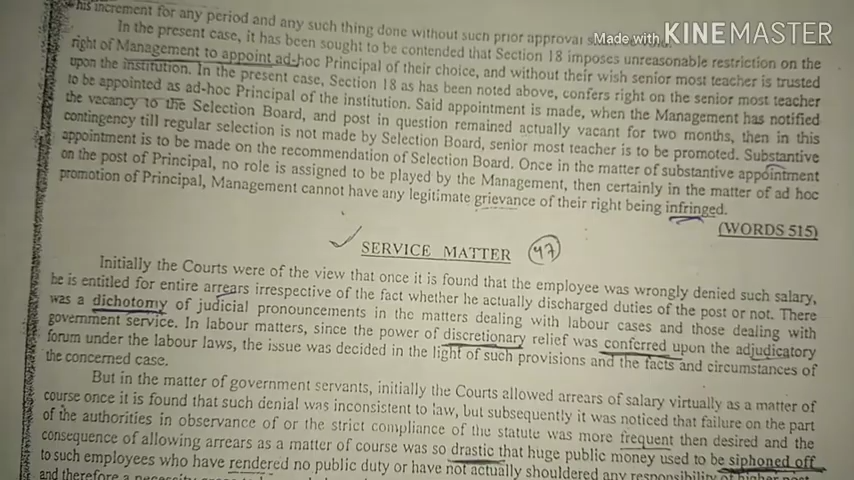 his increment for any period and any such thing done without such prior approval
Made with KINEMASTER
In the present case, it has been sought to be contended that Section 18 imposes unreasonable restriction on the
right of Management to appoint ad-hoc Principal of their choice, and without their wish senior most teacher is trusted
upon the institution. In the present case, Section 18 as has been noted above, confers right on the senior most teacher
to be appointed as ad-hoc Principal of the institution. Said appointment is made, when the Management has notified
the vacancy to the Selection Board, and post in question remained actually vacant for two months, then in this
contingency till regular selection is not made by Selection Board, senior most teacher is to be promoted. Substantive
appointment is to be made on the recommendation of Selection Board. Once in the matter of substantive appointment
on the post of Principal, no role is assigned to be played by the Management, then certainly in the matter of ad hoc
promotion of Principal, Management cannot have any legitimate grievance of their right being infringed.
(WORDS 515)
SERVICE MATTER 47
Initially the Courts were of the view that once it is found that the employee was wrongly denied such salary,
he is entitled for entire arrears irrespective of the fact whether he actually discharged duties of the post or not. There
was a dichotomy of judicial pronouncements in the matters dealing with labour cases and those dealing with
government service. In labour matters, since the power of discretionary relief was conferred upon the adjudicatory
forum under the labour laws, the issue was decided in the light of such provisions and the facts and circumstances of
the concerned case.
But in the matter of government servants, initially the Courts allowed arrears of salary virtually as a matter of
course once it is found that such denial was inconsistent to law, but subsequently it was noticed that failure on the part
of the authorities in observance of or the strict compliance of the statute was more frequent then desired and the
consequence of allowing arrears as a matter of course was so drastic that huge public money used to be siphoned off
to such employees who have rendered no public duty or have not actually shouldered any responsibility of higher post
and therefore a necessity